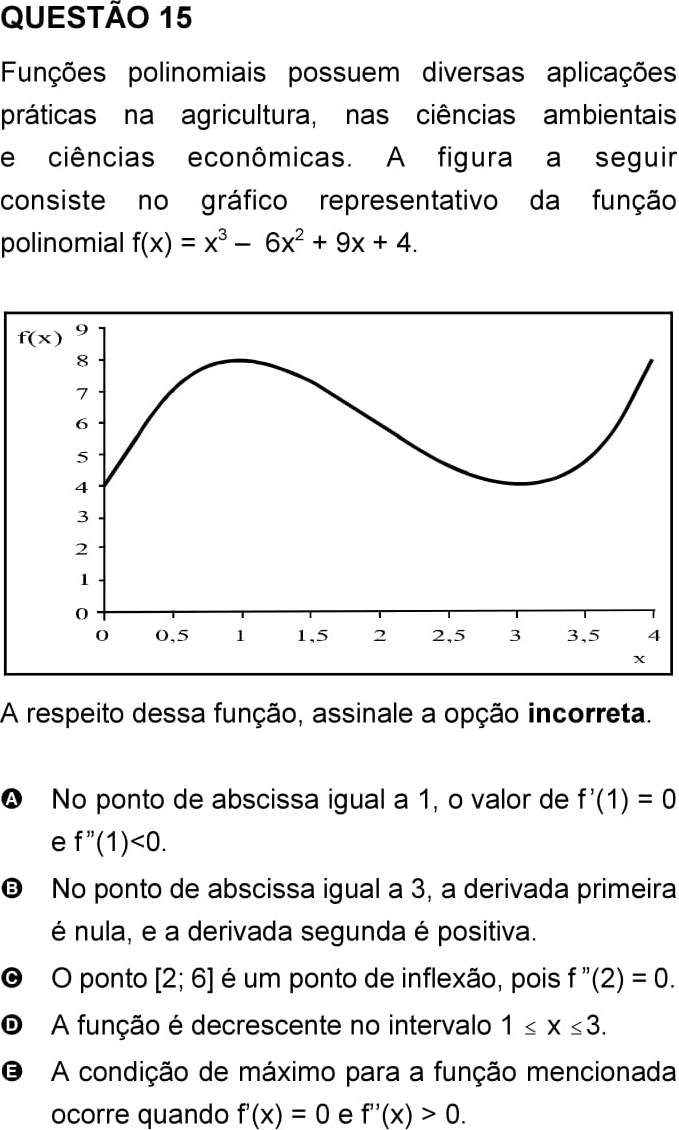 QUESTÃO 15
Funções polinomiais possuem diversas aplicações
práticas na agricultura, nas ciências ambientais
e ciências econômicas. A figura a seguir
consiste no gráfico representativo da função
polinomial f(x) = x³ – 6x² + 9x + 4.
f(x)
9
8
7
6
5
4
3
2
1
0
0 0,5 1 1,5 2 2,5 3 3,5 4
x
A respeito dessa função, assinale a opção incorreta.
A No ponto de abscissa igual a 1, o valor de f’(1) = 0
e f”(1)<0.
B No ponto de abscissa igual a 3, a derivada primeira
é nula, e a derivada segunda é positiva.
C O ponto [2; 6] é um ponto de inflexão, pois f ”(2) = 0.
D A função é decrescente no intervalo 1 ≤ x ≤3.
E A condição de máximo para a função mencionada
ocorre quando f’(x) = 0 e f’’(x) > 0.